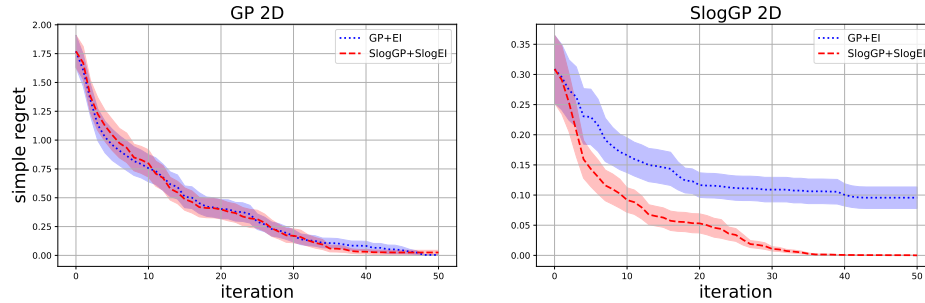 GP 2D
simple regret
2.00
1.75
1.50
1.25
1.00
0.75
0.50
0.25
0.00
GP+EI
SlogGP+SlogEI
0 10 20 30 40 50
iteration
SlogGP 2D
0.35
0.30
0.25
0.20
0.15
0.10
0.05
0.00
GP+EI
SlogGP+SlogEI
0 10 20 30 40 50
iteration